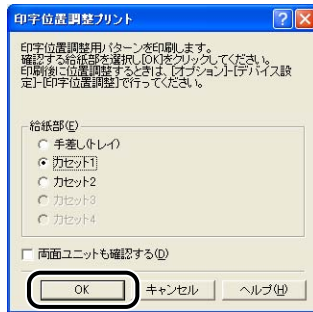 印字位置調整プリント
印字位置調整用パターンを印刷します。
確認する給紙部を選択し[OK]をクリックしてください。
印刷後に位置調整するときは、[オプション]-[デバイス設
定]-[印字位置調整]で行ってください。
給紙部(E)
手差し(トレイ)
カセット1
カセット2
カセット3
カセット4
両面ユニットも確認する(D)
OK キャンセル ヘルプ(H)